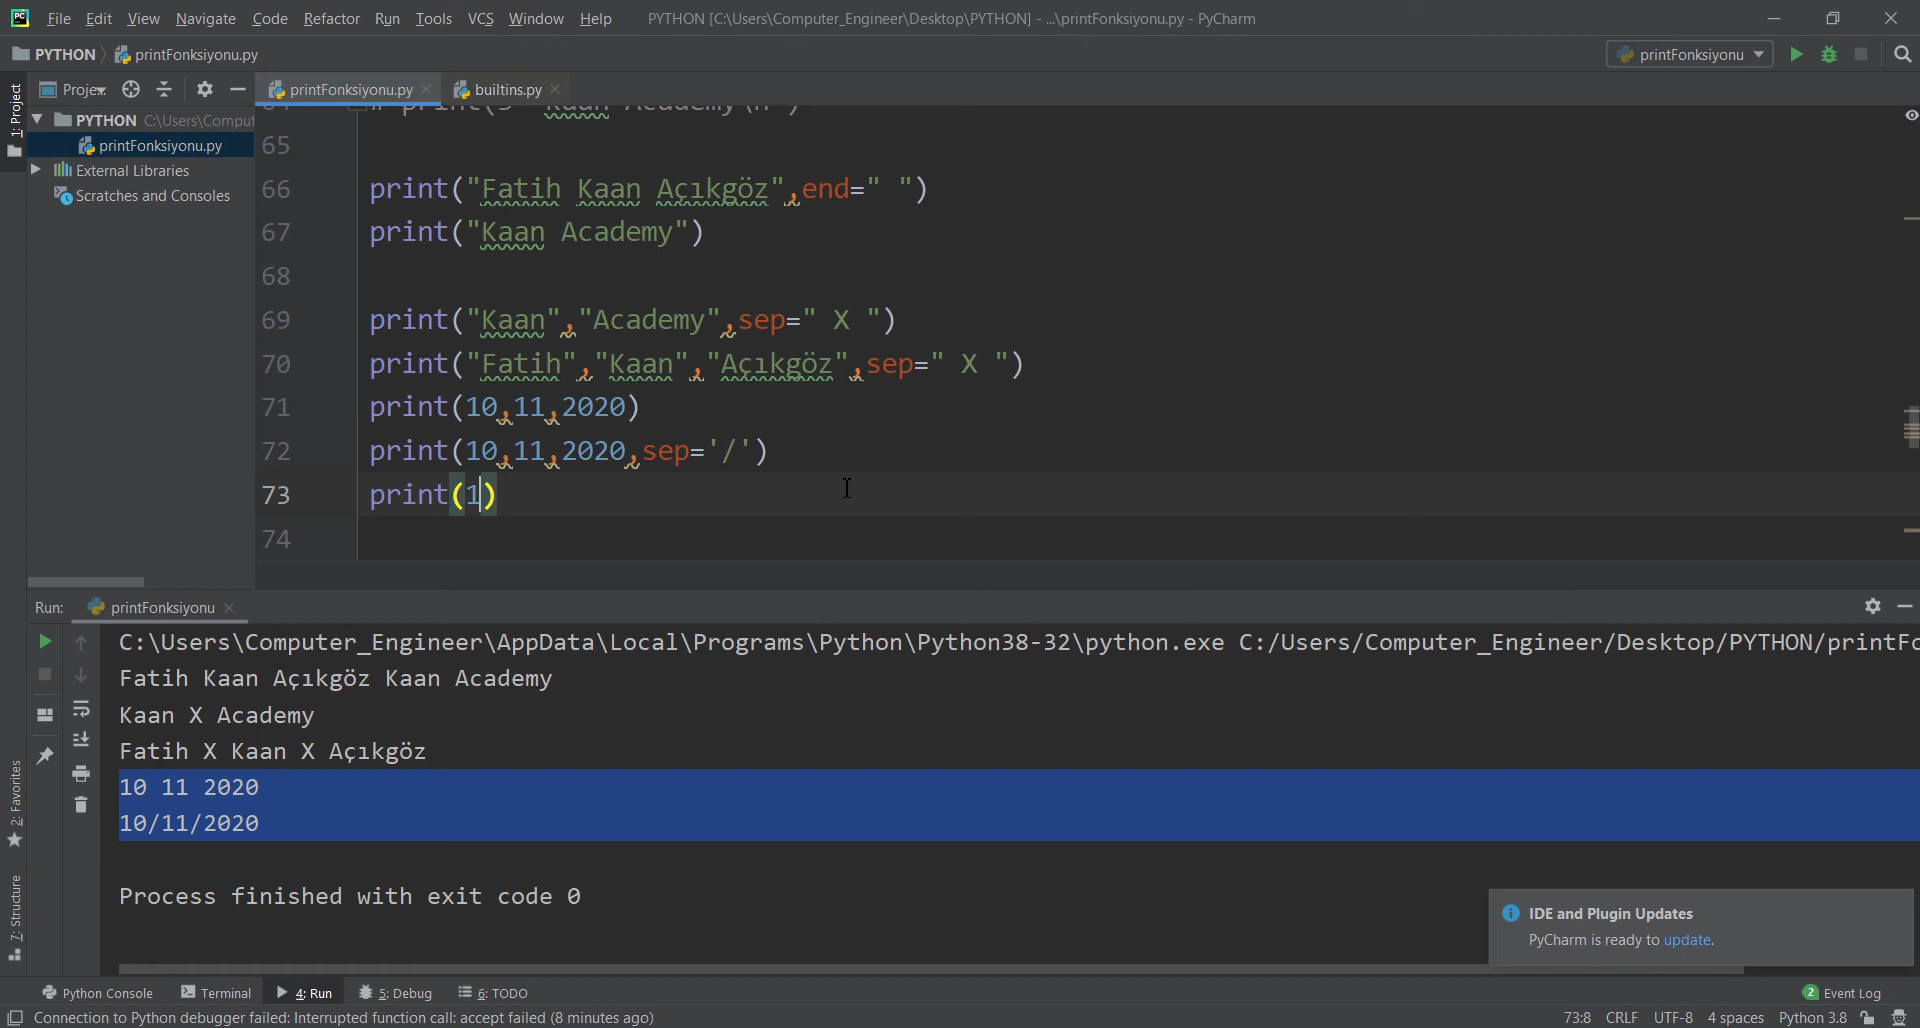 File Edit View Navigate Code Refactor Run Tools VCS Window Help PYTHON [C:\Users\Computer_Engineer\Desktop\PYTHON] - ...\printFonksiyonu.py - PyCharm
PYTHON printFonksiyonu.py printFonksiyonu
1: Project Proje.. printFonksiyonu.py builtins.py
PYTHON C:\Users\Comput
printFonksiyonu.py
External Libraries
Scratches and Consoles
65
66 print("Fatih Kaan Açıkgöz",end=" ")
67 print("Kaan Academy")
68
69 print("Kaan","Academy",sep=" X ")
70 print("Fatih","Kaan","Açıkgöz",sep=" X ")
71 print(10,11,2020)
72 print(10,11,2020,sep='/')
73 print(1)
74
Run: printFonksiyonu
C:\Users\Computer_Engineer\AppData\Local\Programs\Python\Python38-32\python.exe C:/Users/Computer_Engineer/Desktop/PYTHON/printFo
Fatih Kaan Açıkgöz Kaan Academy
Kaan X Academy
Fatih X Kaan X Açıkgöz
10 11 2020
10/11/2020
Process finished with exit code 0
2: Favorites
7: Structure
IDE and Plugin Updates
PyCharm is ready to update.
Python Console Terminal 4: Run 5: Debug 6: TODO 2 Event Log
Connection to Python debugger failed: Interrupted function call: accept failed (8 minutes ago) 73:8 CRLF UTF-8 4 spaces Python 3.8